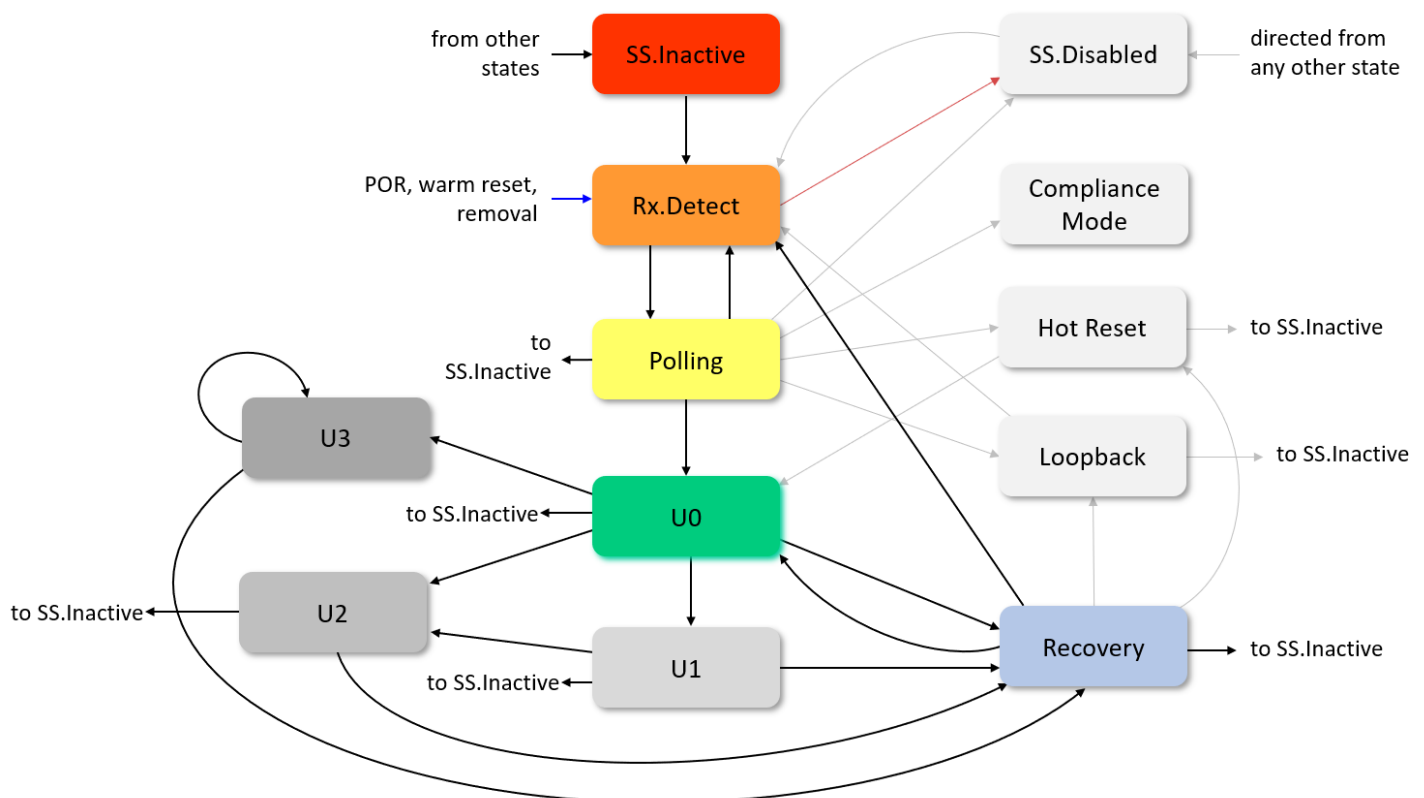 from other
states
SS.Inactive
SS.Disabled
directed from
any other state
POR, warm reset,
removal
Rx.Detect
Compliance
Mode
to
SS.Inactive
Polling
Hot Reset
to SS.Inactive
U3
Loopback
to SS.Inactive
to SS.Inactive
U0
to SS.Inactive
U2
to SS.Inactive
U1
Recovery
to SS.Inactive